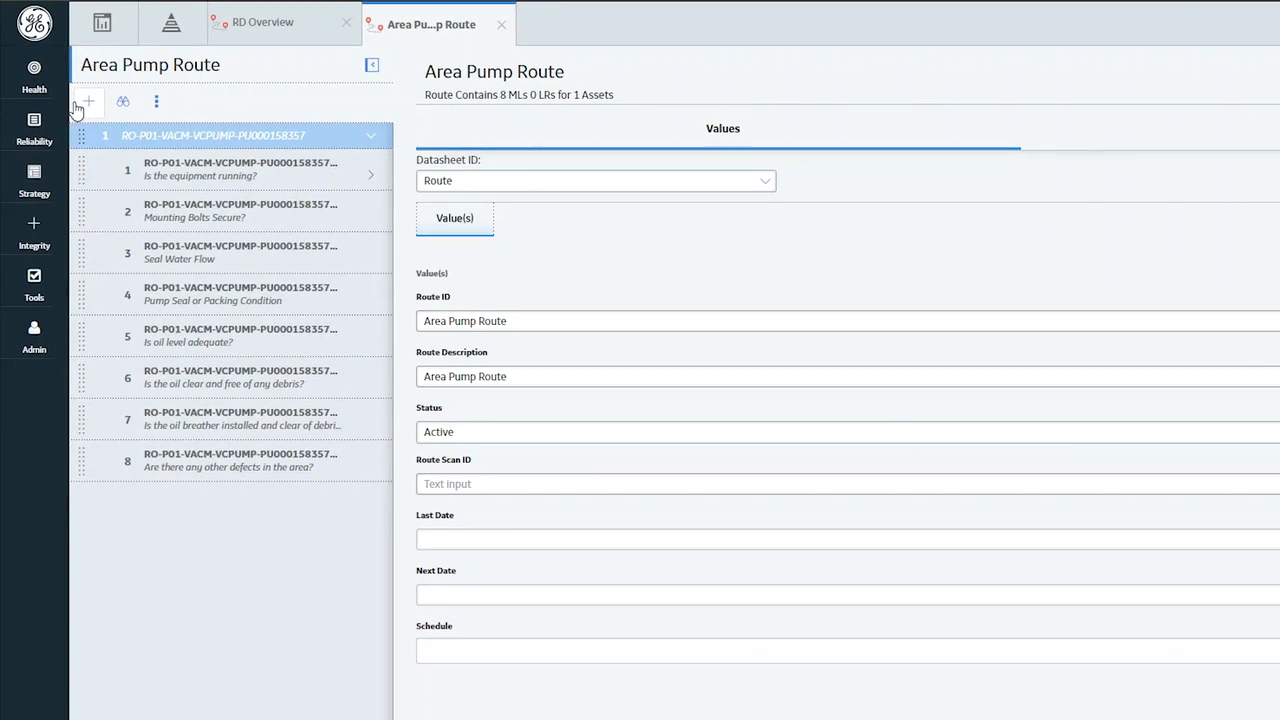 RD Overview
Area Pu...p Route
Health
Reliability
Strategy
Integrity
Tools
Admin
Area Pump Route
1 RO-P01-VACM-VCPUMP-PU000158357
1 RO-P01-VACM-VCPUMP-PU000158357...
Is the equipment running?
2 RO-P01-VACM-VCPUMP-PU000158357...
Mounting Bolts Secure?
3 RO-P01-VACM-VCPUMP-PU000158357...
Seal Water Flow
4 RO-P01-VACM-VCPUMP-PU000158357...
Pump Seal or Packing Condition
5 RO-P01-VACM-VCPUMP-PU000158357...
Is oil level adequate?
6 RO-P01-VACM-VCPUMP-PU000158357...
Is the oil clear and free of any debris?
7 RO-P01-VACM-VCPUMP-PU000158357...
Is the oil breather installed and clear of debri...
8 RO-P01-VACM-VCPUMP-PU000158357...
Are there any other defects in the area?
Area Pump Route
Route Contains 8 MLs 0 LRs for 1 Assets
Values
Datasheet ID:
Route
Value(s)
Value(s)
Route ID
Area Pump Route
Route Description
Area Pump Route
Status
Active
Route Scan ID
Text input
Last Date
Next Date
Schedule